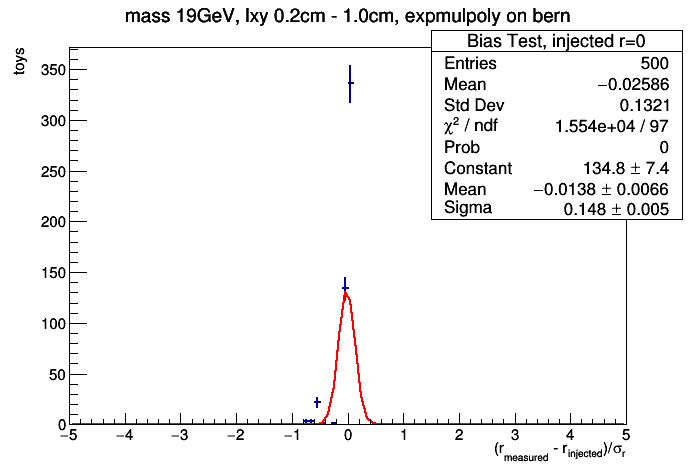 mass 19GeV, lxy 0.2cm - 1.0cm, expmulpoly on bern
Bias Test, injected r=0
Entries 500
Mean −0.02586
Std Dev 0.1321
χ² / ndf 1.554e+04 / 97
Prob 0
Constant 134.8 ± 7.4
Mean −0.0138 ± 0.0066
Sigma 0.148 ± 0.005
toys
350
300
250
200
150
100
50
0
−5 −4 −3 −2 −1 0 1 2 3 4 5
(r_measured - r_injected)/σ_r